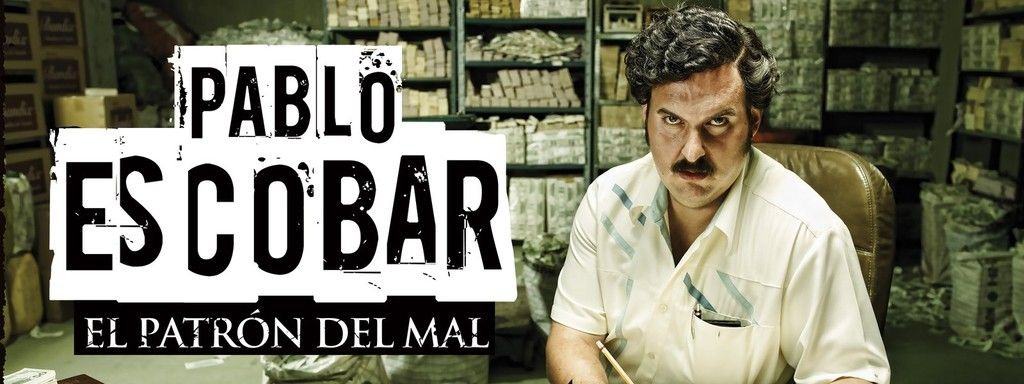 PABLO
ESCOBAR
EL PATRÓN DEL MAL